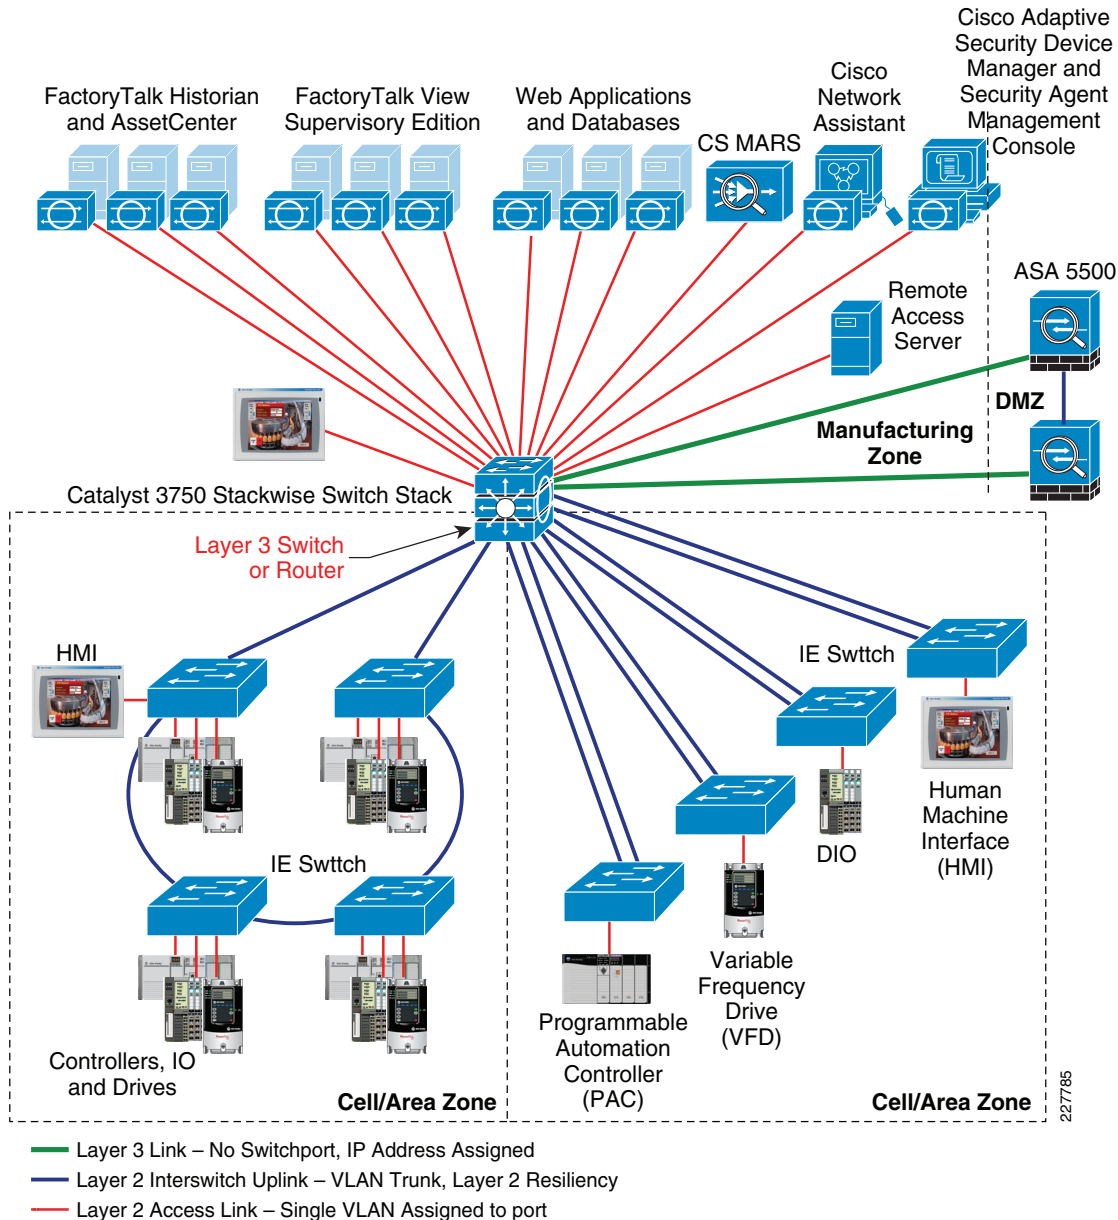 Cisco Adaptive
Security Device
Manager and
Security Agent
Management
Console
FactoryTalk Historian
and AssetCenter
FactoryTalk View
Supervisory Edition
Web Applications
and Databases
CS MARS
Cisco
Network
Assistant
ASA 5500
Remote
Access
Server
DMZ
Manufacturing
Zone
Catalyst 3750 Stackwise Switch Stack
Layer 3 Switch
or Router
HMI
IE Swttch
Controllers, IO
and Drives
Cell/Area Zone
IE Swttch
Human
Machine
Interface
(HMI)
DIO
Variable
Frequency
Drive
(VFD)
Programmable
Automation
Controller
(PAC)
Cell/Area Zone
227785
Layer 3 Link – No Switchport, IP Address Assigned
Layer 2 Interswitch Uplink – VLAN Trunk, Layer 2 Resiliency
Layer 2 Access Link – Single VLAN Assigned to port